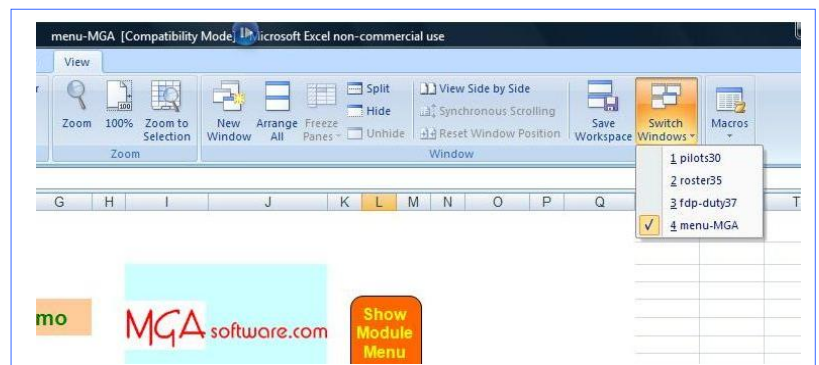 menu-MGA [Compatibility Mode] Microsoft Excel non-commercial use
View
Zoom
100
100%
Zoom to
Selection
Zoom
New
Window
Arrange
All
Freeze
Panes
Split
Hide
Unhide
View Side by Side
Synchronous Scrolling
Reset Window Position
Window
Save
Workspace
Switch
Windows
Macros
1 pilots30
2 roster35
3 fdp-duty37
4 menu-MGA
G H I J K L M N O P Q T
mo
MGA software.com
Show
Module
Menu